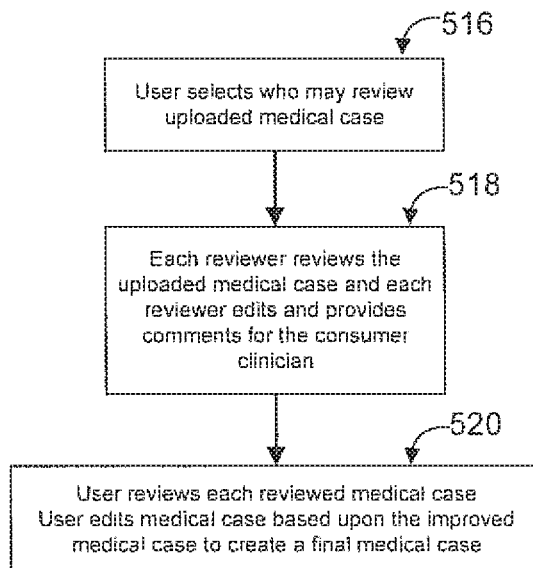 516
User selects who may review
uploaded medical case
518
Each reviewer reviews the
uploaded medical case and each
reviewer edits and provides
comments for the consumer
clinician
520
User reviews each reviewed medical case
User edits medical case based upon the improved
medical case to create a final medical case